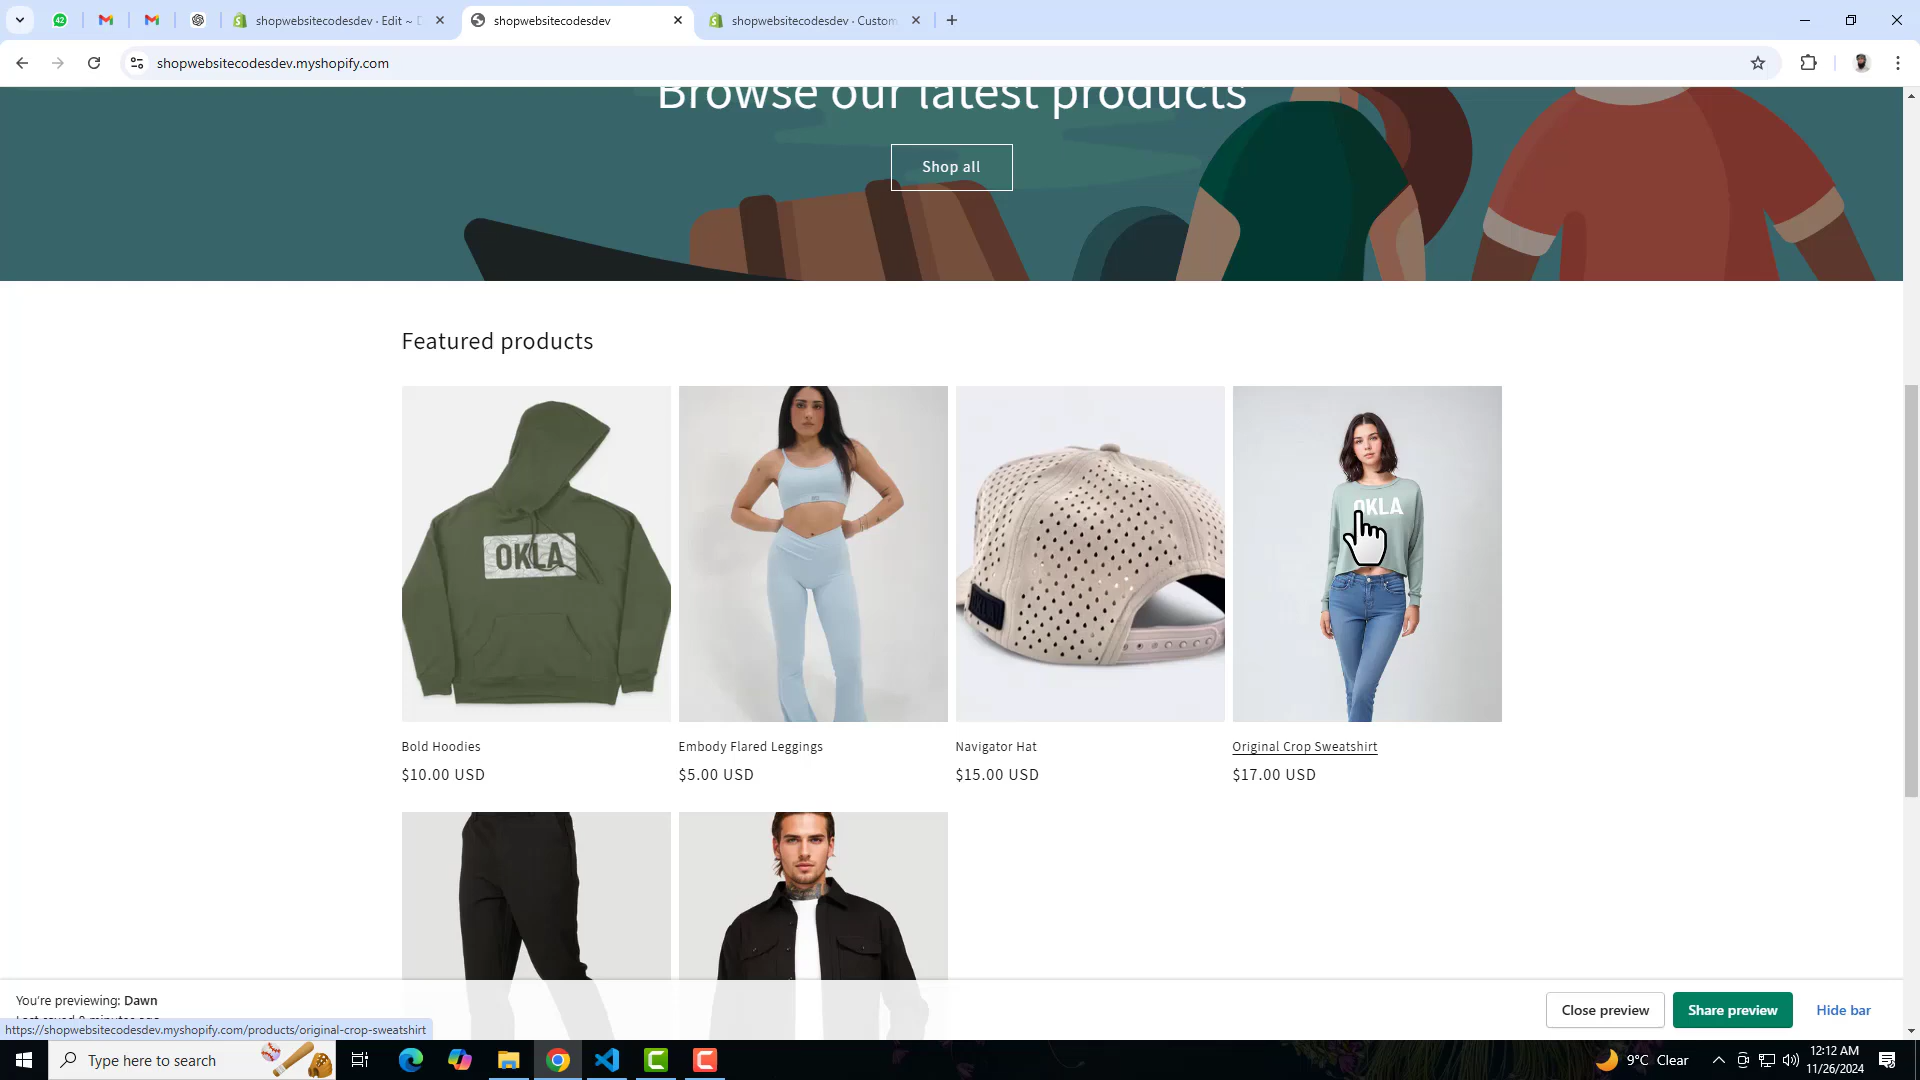 shopwebsitecodesdev · Edit ~ D
shopwebsitecodesdev
shopwebsitecodesdev · Custom
shopwebsitecodesdev.myshopify.com
Browse our latest products
Shop all
Featured products
OKLA
OKLA
Bold Hoodies
Embody Flared Leggings
Navigator Hat
Original Crop Sweatshirt
$10.00 USD
$5.00 USD
$15.00 USD
$17.00 USD
You're previewing: Dawn
Close preview
Share preview
Hide bar
https://shopwebsitecodesdev.myshopify.com/products/original-crop-sweatshirt
Type here to search
9°C Clear
12:12 AM
11/26/2024